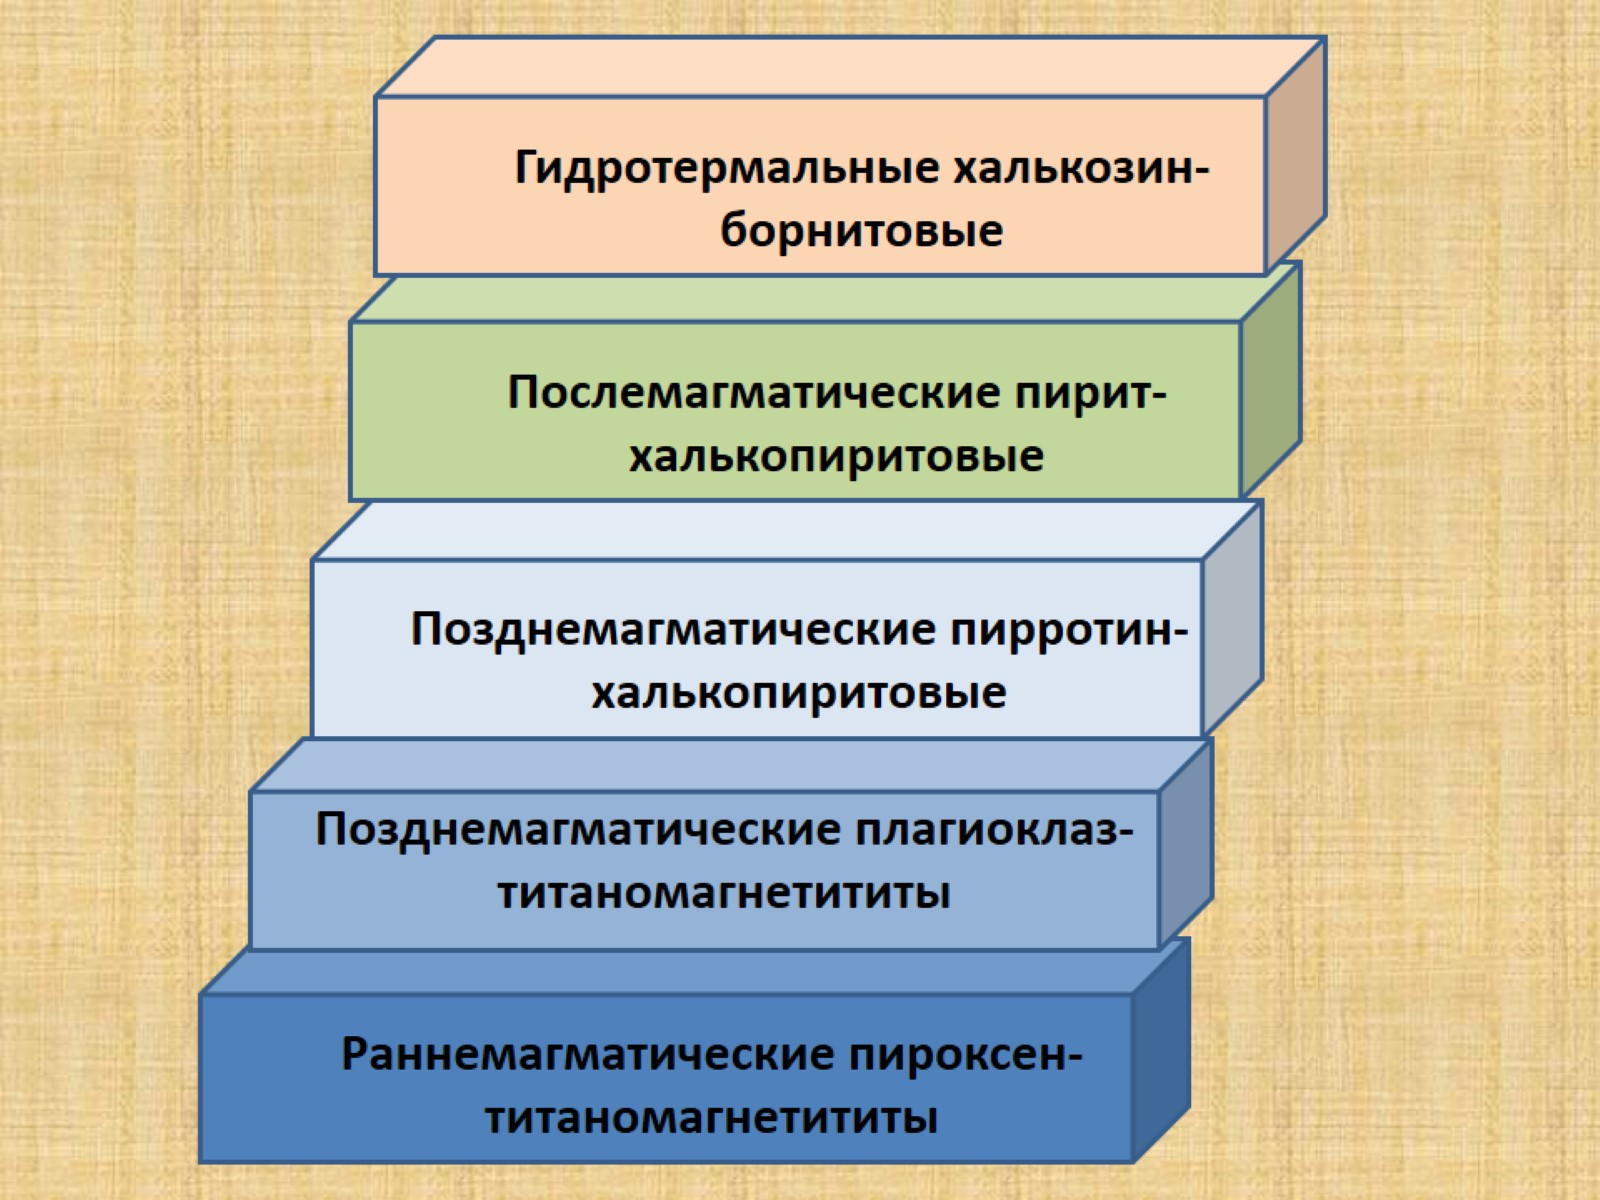 Гидротермальные халькозин-
борнитовые
Послемагматические пирит-
халькопиритовые
Позднемагматические пирротин-
халькопиритовые
Позднемагматические плагиоклаз-
титаномагнетититы
Раннемагматические пироксен-
титаномагнетититы